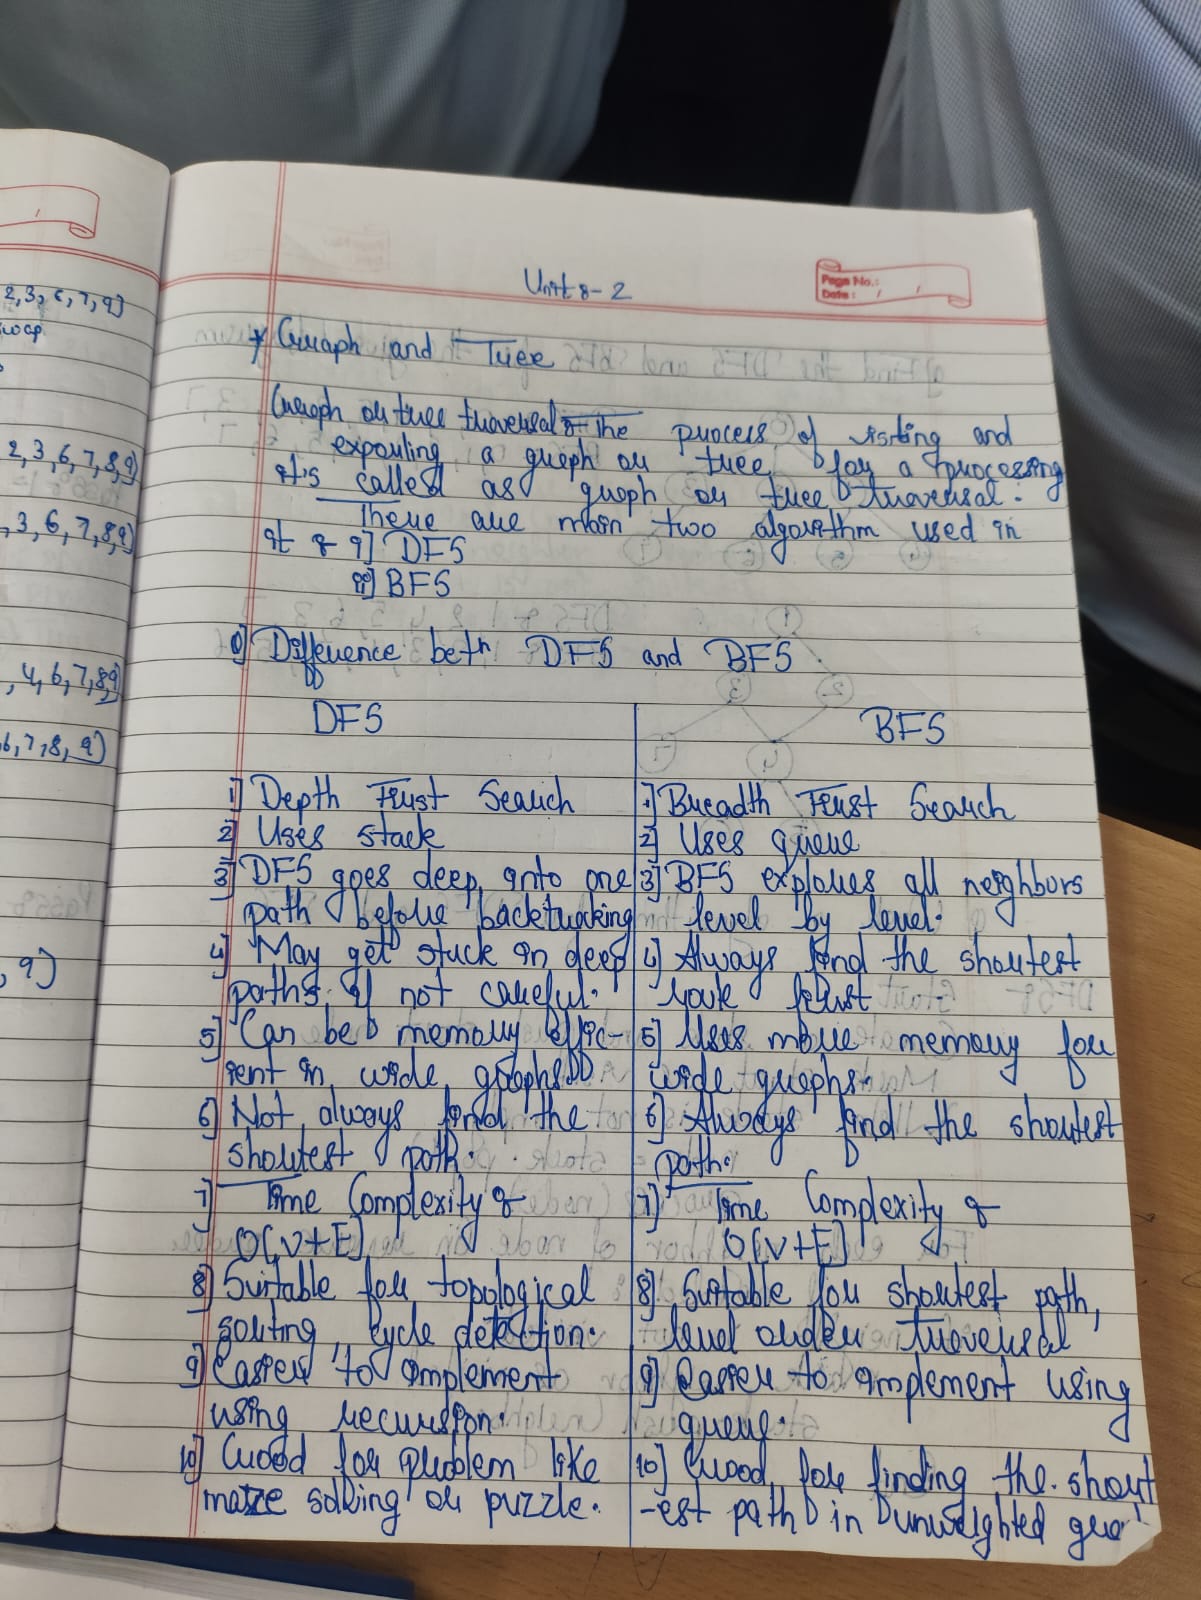 2, 3, 6, 7, 9)
swap
2, 3, 6, 7, 8, 9)
, 3, 6, 7, 8, 9)
, 4, 6, 7, 8, 9)
6, 7, 8, 9)
, 9)
Page No.:
Date: / /
Unit :- 2
* Graph and Tree
Graph or tree traversal :- The process of visiting and
expouling a graph or tree for a processing
It's called as graph or tree traversal.
There are main two algorithm used in
It :- i] DFS
ii] BFS
Q] Difference betn DFS and BFS
DFS | BFS
1] Depth First Search | 1] Breadth First Search
2] Uses stack | 2] Uses queue
3] DFS goes deep into one | 3] BFS explores all neighbors
path before backtracking | level by level.
4] May get stuck in deep | 4] Always find the shortest
paths if not careful. | first
5] Can be memory effic- | 5] Uses more memory for
ient in wide graphs | wide graphs.
6] Not always find the | 6] Always find the shortest
shortest path. | path.
7] Time Complexity :- | 7] Time Complexity :-
O[V+E] | O[V+E]
8] Suitable for topological | 8] Suitable for shortest path,
sorting, cycle detection. | level order traversal
9] Easier to implement | 9] Easier to implement using
using recursion. | queue.
10] Good for problem like | 10] Good for finding the short
maze solving or puzzle. | -est path in unweighted gra